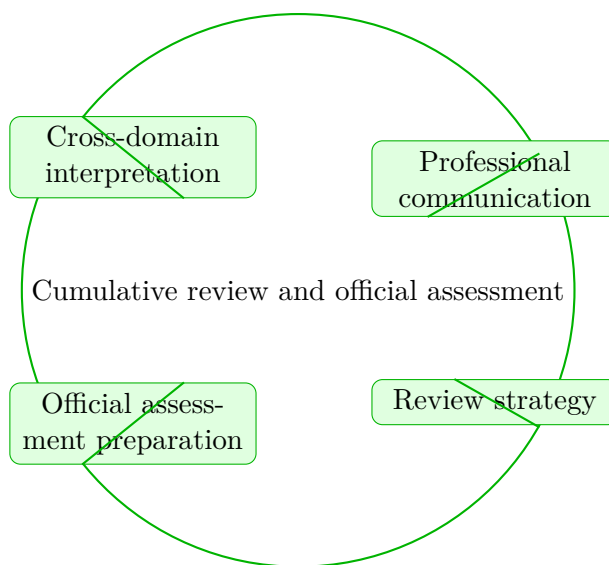 Cross-domain
interpretation
Professional
communication
Cumulative review and official assessment
Official assess-
ment preparation
Review strategy